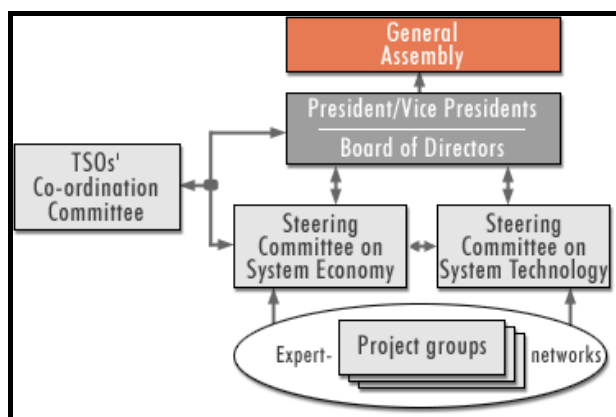 General
Assembly
President/Vice Presidents
Board of Directors
TSOs'
Co-ordination
Committee
Steering
Committee on
System Economy
Steering
Committee on
System Technology
Expert-
Project groups
networks